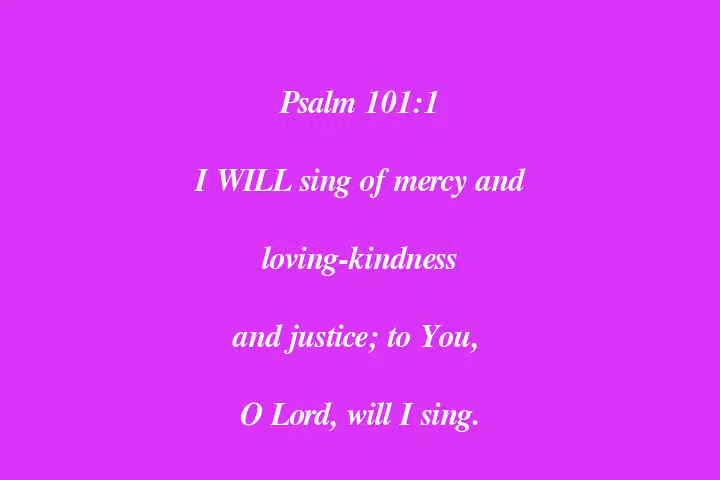 Psalm 101:1
I WILL sing of mercy and
loving-kindness
and justice; to You,
O Lord, will I sing.